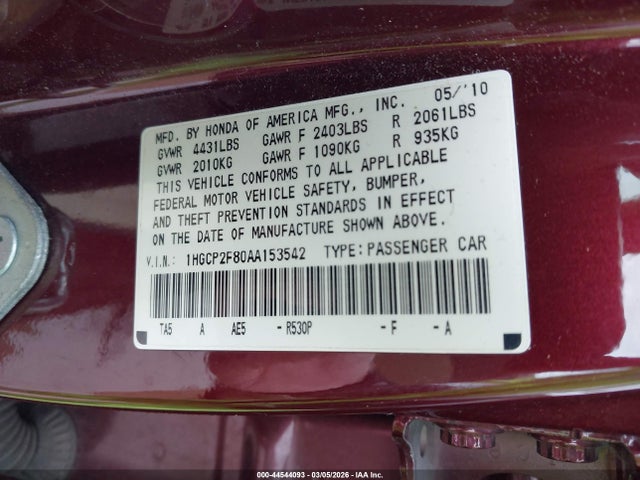 MFD. BY HONDA OF AMERICA MFG., INC. 05/'10
GVWR 4431LBS GAWR F 2403LBS R 2061LBS
GVWR 2010KG GAWR F 1090KG R 935KG
THIS VEHICLE CONFORMS TO ALL APPLICABLE
FEDERAL MOTOR VEHICLE SAFETY, BUMPER,
AND THEFT PREVENTION STANDARDS IN EFFECT
ON THE DATE OF MANUFACTURE SHOWN ABOVE.
V.I.N.: 1HGCP2F80AA153542 TYPE:PASSENGER CAR
TA5 A AE5 - R530P - F - A
000-44544093 - 03/05/2026 - IAA Inc.